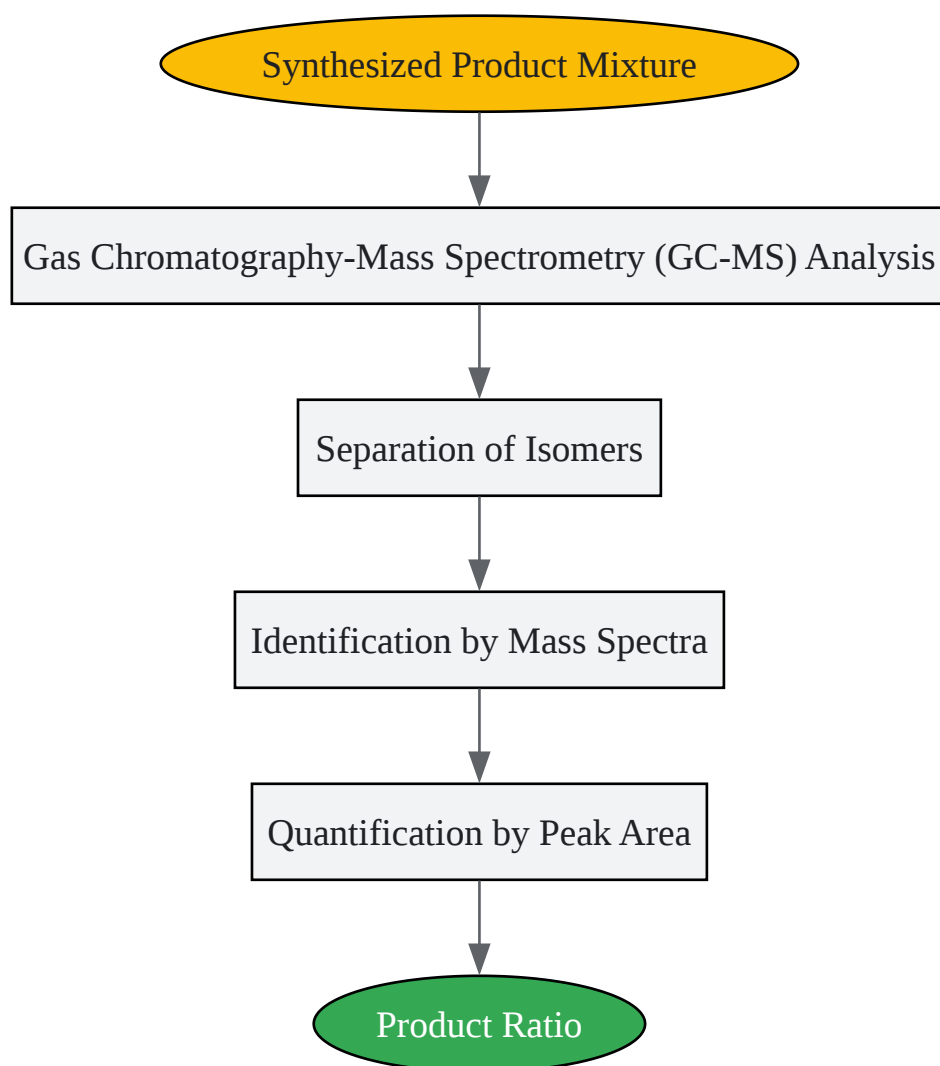 Synthesized Product Mixture
Gas Chromatography-Mass Spectrometry (GC-MS) Analysis
Separation of Isomers
Identification by Mass Spectra
Quantification by Peak Area
Product Ratio